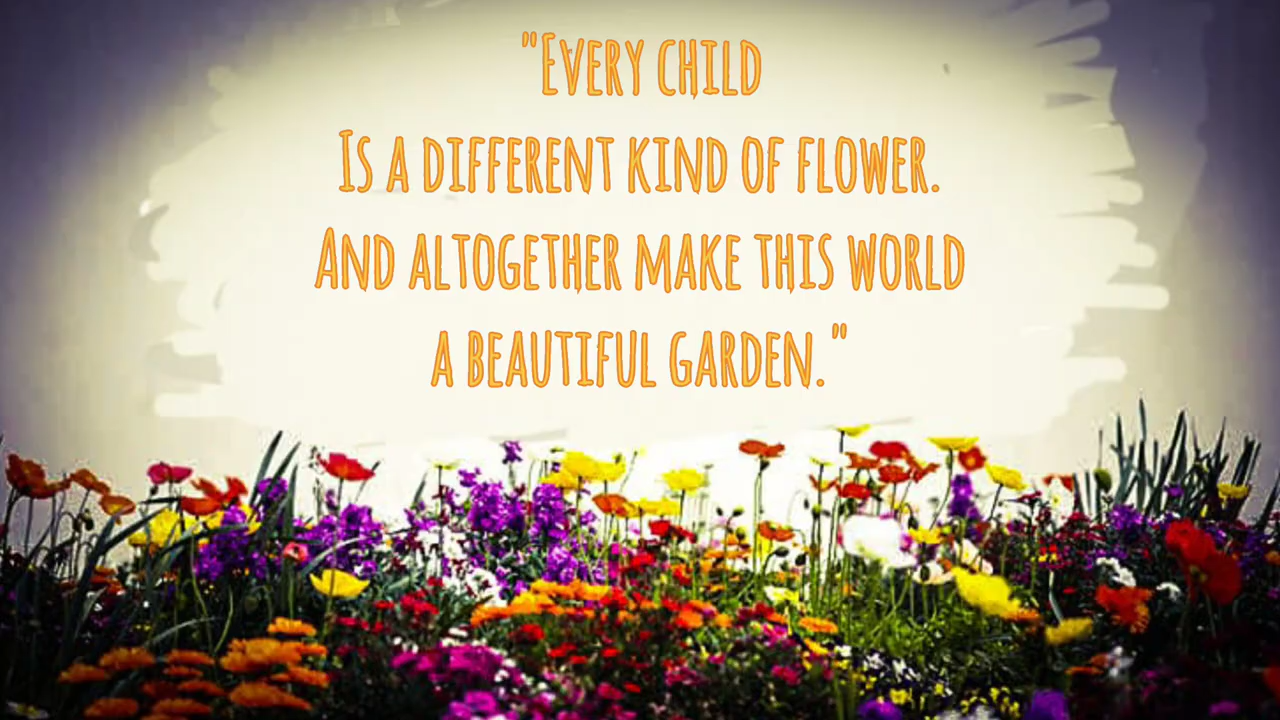 "Every child
Is a different kind of flower.
And altogether make this world
a beautiful garden."